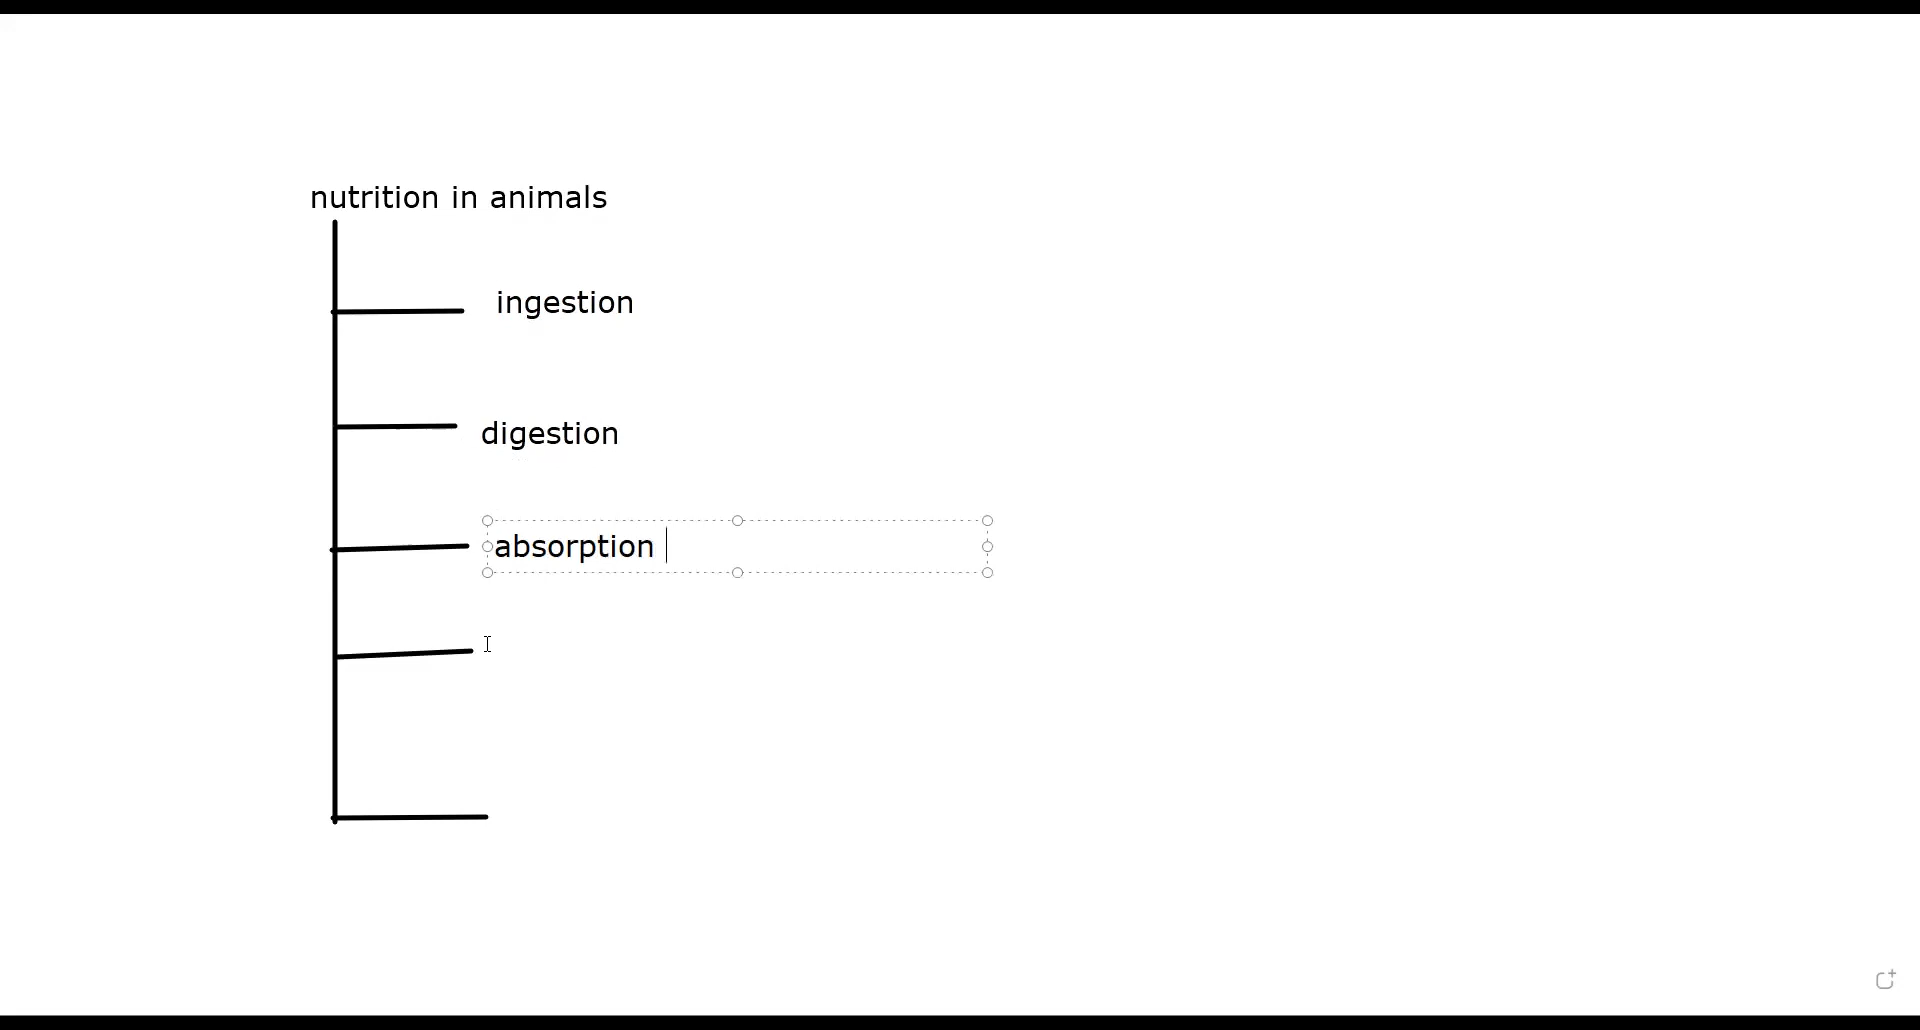 nutrition in animals
ingestion
digestion
absorption